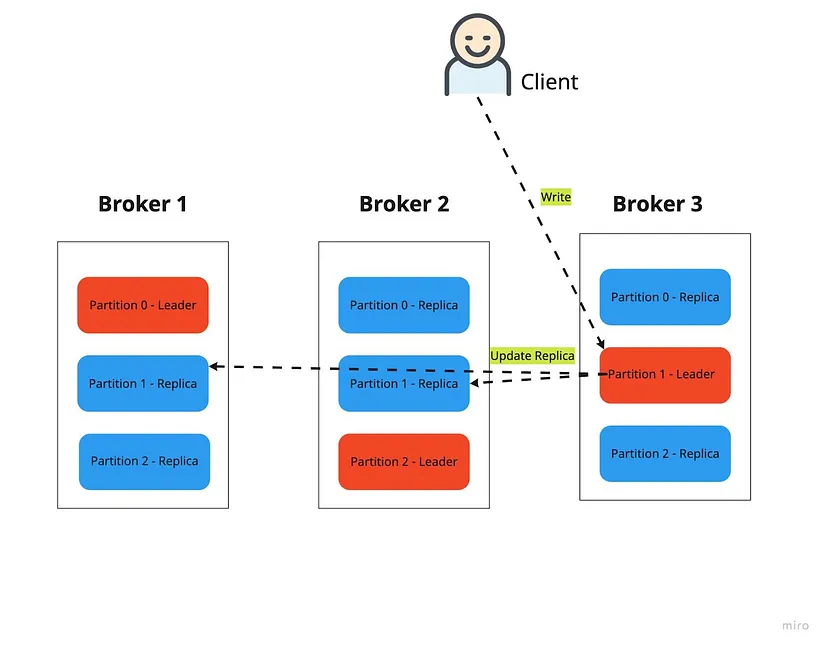 Client
Write
Broker 1
Broker 2
Broker 3
Partition 0 - Leader
Partition 1 - Replica
Partition 2 - Replica
Partition 0 - Replica
Partition 1 - Replica
Partition 2 - Leader
Update Replica
Partition 0 - Replica
Partition 1 - Leader
Partition 2 - Replica
miro